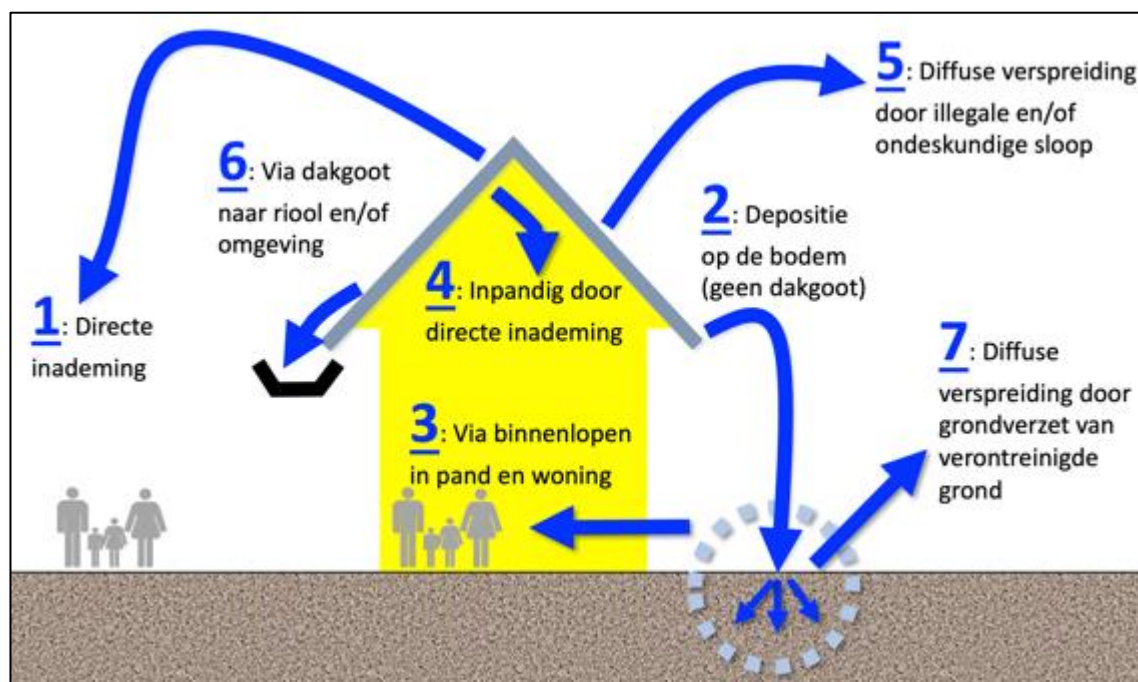 1: Directe
inademing
6: Via dakgoot
naar riool en/of
omgeving
4: Inpandig door
directe inademing
3: Via binnenlopen
in pand en woning
5: Diffuse verspreiding
door illegale en/of
ondeskundige sloop
2: Depositie
op de bodem
(geen dakgoot)
7: Diffuse
verspreiding door
grondverzet van
verontreinigde
grond